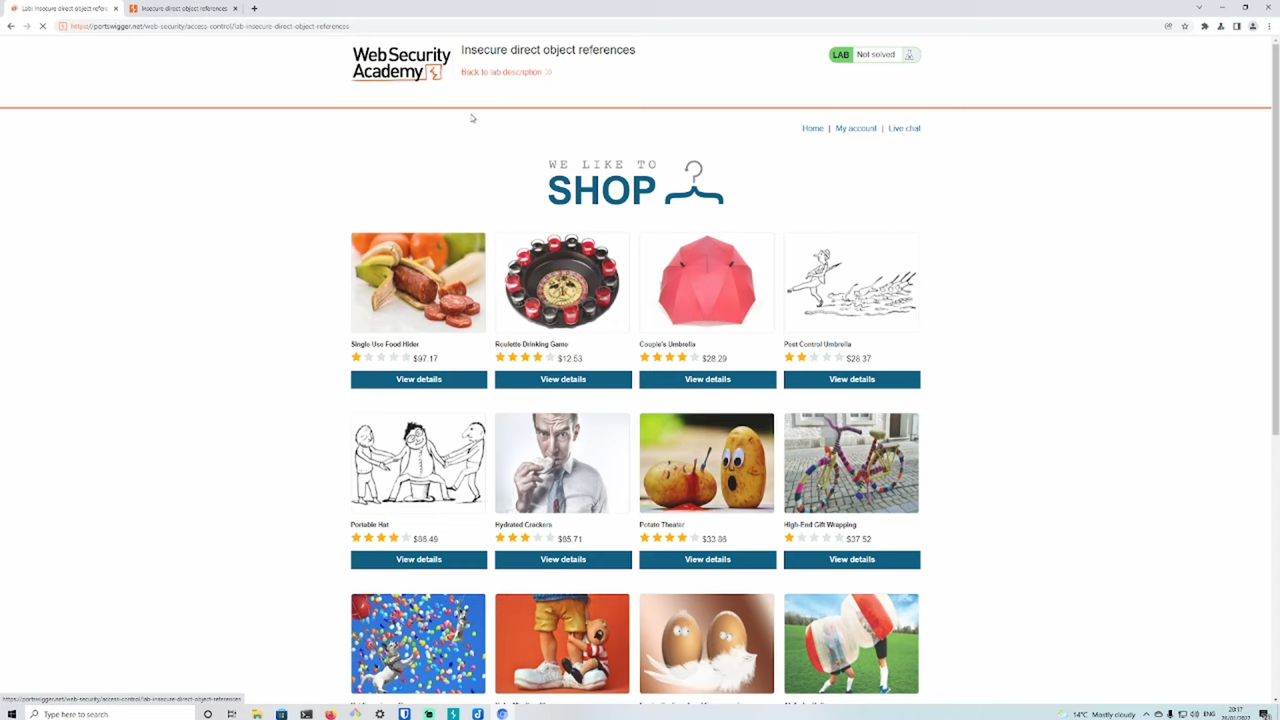 Lab: Insecure direct object refere
Insecure direct object references
https://portswigger.net/web-security/access-control/lab-insecure-direct-object-references
Web Security
Academy
Insecure direct object references
Back to lab description
LAB Not solved
Home | My account | Live chat
WE LIKE TO
SHOP
Single Use Food Hider
Roulette Drinking Game
Couple's Umbrella
Pest Control Umbrella
$97.17
$12.53
$28.29
$28.37
View details
View details
View details
View details
Portable Hat
Hydrated Crackers
Potato Theater
High-End Gift Wrapping
$86.49
$85.71
$33.86
$37.52
View details
View details
View details
View details
https://portswigger.net/web-security/access-control/lab-insecure-direct-object-references
Type here to search
14°C Mostly cloudy
ENG
20:17